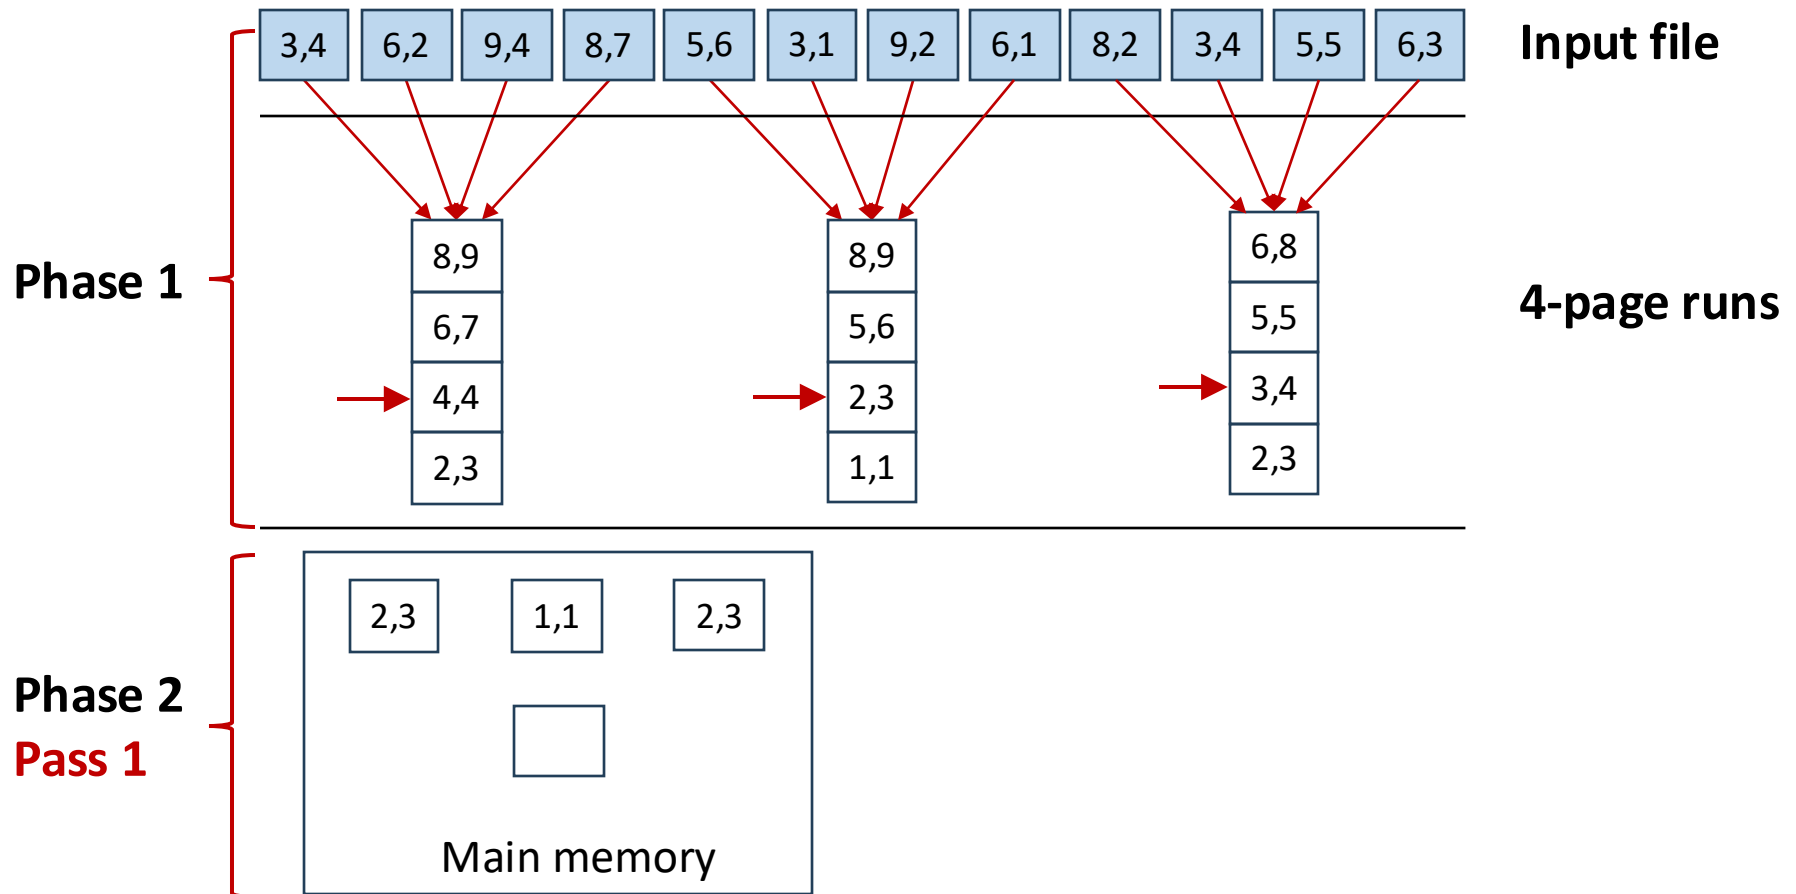 3,4 6,2 9,4 8,7 5,6 3,1 9,2 6,1 8,2 3,4 5,5 6,3 Input file
Phase 1
8,9
6,7
4,4
2,3
8,9
5,6
2,3
1,1
6,8
5,5
3,4
2,3
4-page runs
Phase 2
Pass 1
2,3 1,1 2,3
Main memory